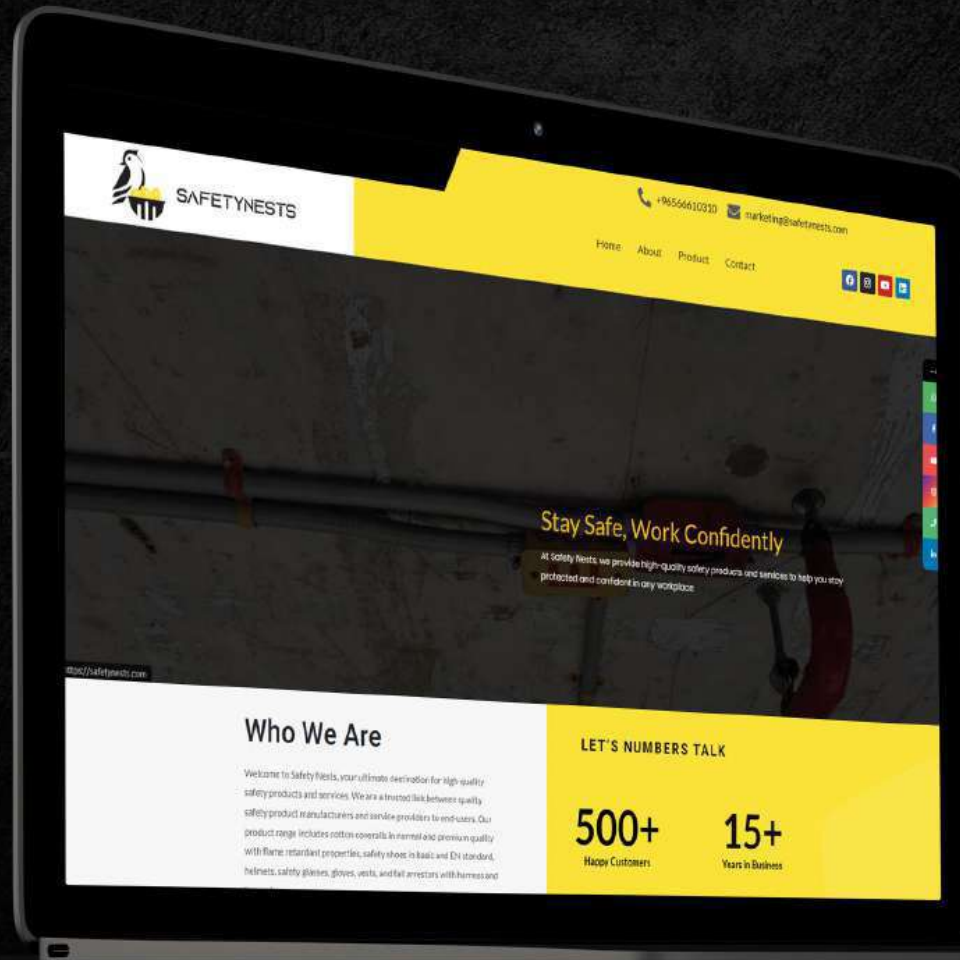 SAFETYNESTS
+96566610310 marketing@safetynests.com
Home About Product Contact
Stay Safe, Work Confidently
At Safety Nests, we provide high-quality safety products and services to help you stay
protected and confident in any workplace
https://safetynests.com
Who We Are
Welcome to Safety Nests, your ultimate destination for high-quality
safety products and services. We are a trusted link between quality
safety product manufacturers and service providers to end-users. Our
product range includes cotton coveralls in normal and premium quality
with flame retardant properties, safety shoes in basic and EN standard,
helmets, safety glasses, gloves, vests, and fall arrestors with harness and
LET'S NUMBERS TALK
500+ 15+
Happy Customers Years in Business